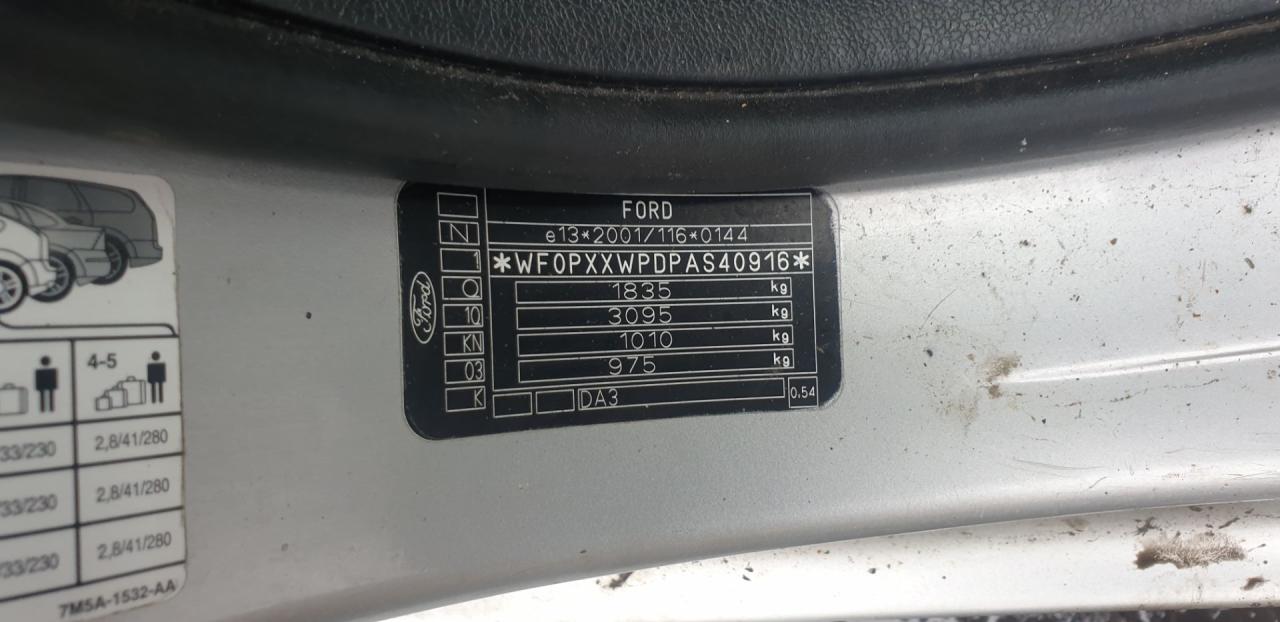 FORD
N
e13*2001/116*0144
1
*WF0PXXWPDPAS40916*
Q
1835 kg
10
3095 kg
KN
1010 kg
03
975 kg
K
DA3
0.54
Ford
4-5
33/230
2,8/41/280
/33/230
2,8/41/280
/33/230
2,8/41/280
7M5A-1532-AA